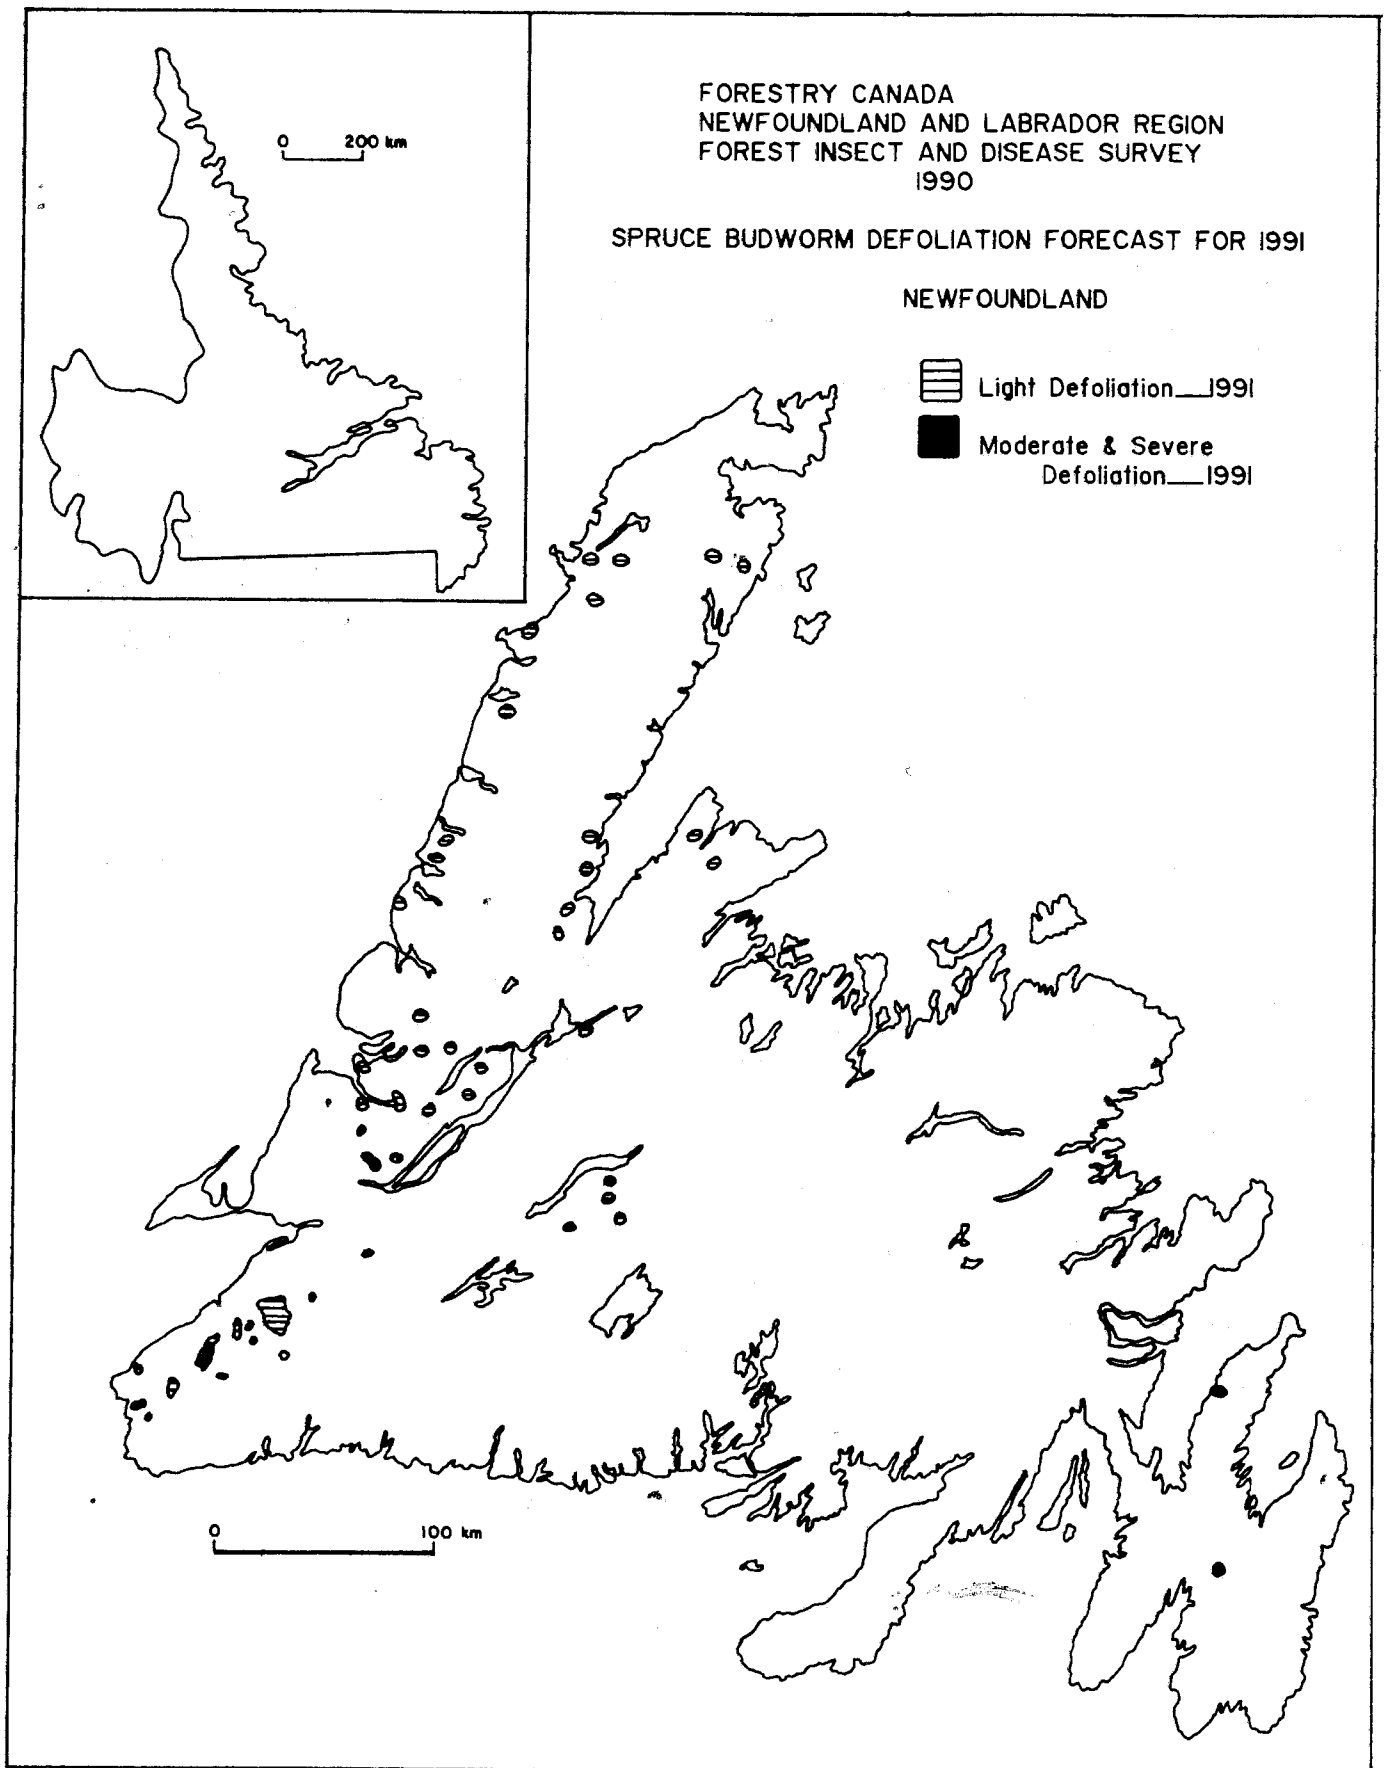 0 200 km
FORESTRY CANADA
NEWFOUNDLAND AND LABRADOR REGION
FOREST INSECT AND DISEASE SURVEY
1990
SPRUCE BUDWORM DEFOLIATION FORECAST FOR 1991
NEWFOUNDLAND
Light Defoliation__1991
Moderate & Severe
Defoliation__1991
0 100 km